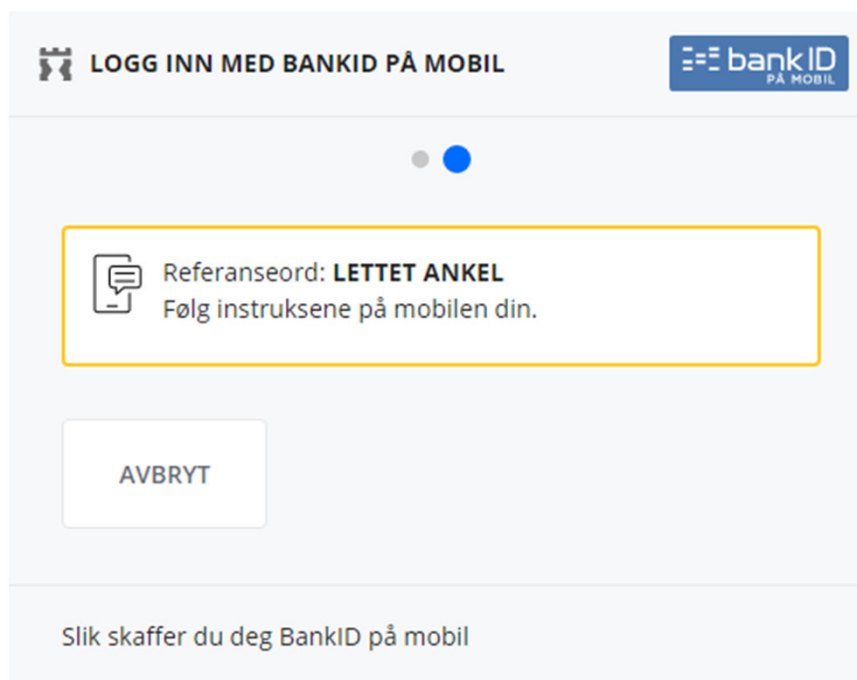 LOGG INN MED BANKID PÅ MOBIL
bankID
PÅ MOBIL
Referanseord: LETTET ANKEL
Følg instruksene på mobilen din.
AVBRYT
Slik skaffer du deg BankID på mobil